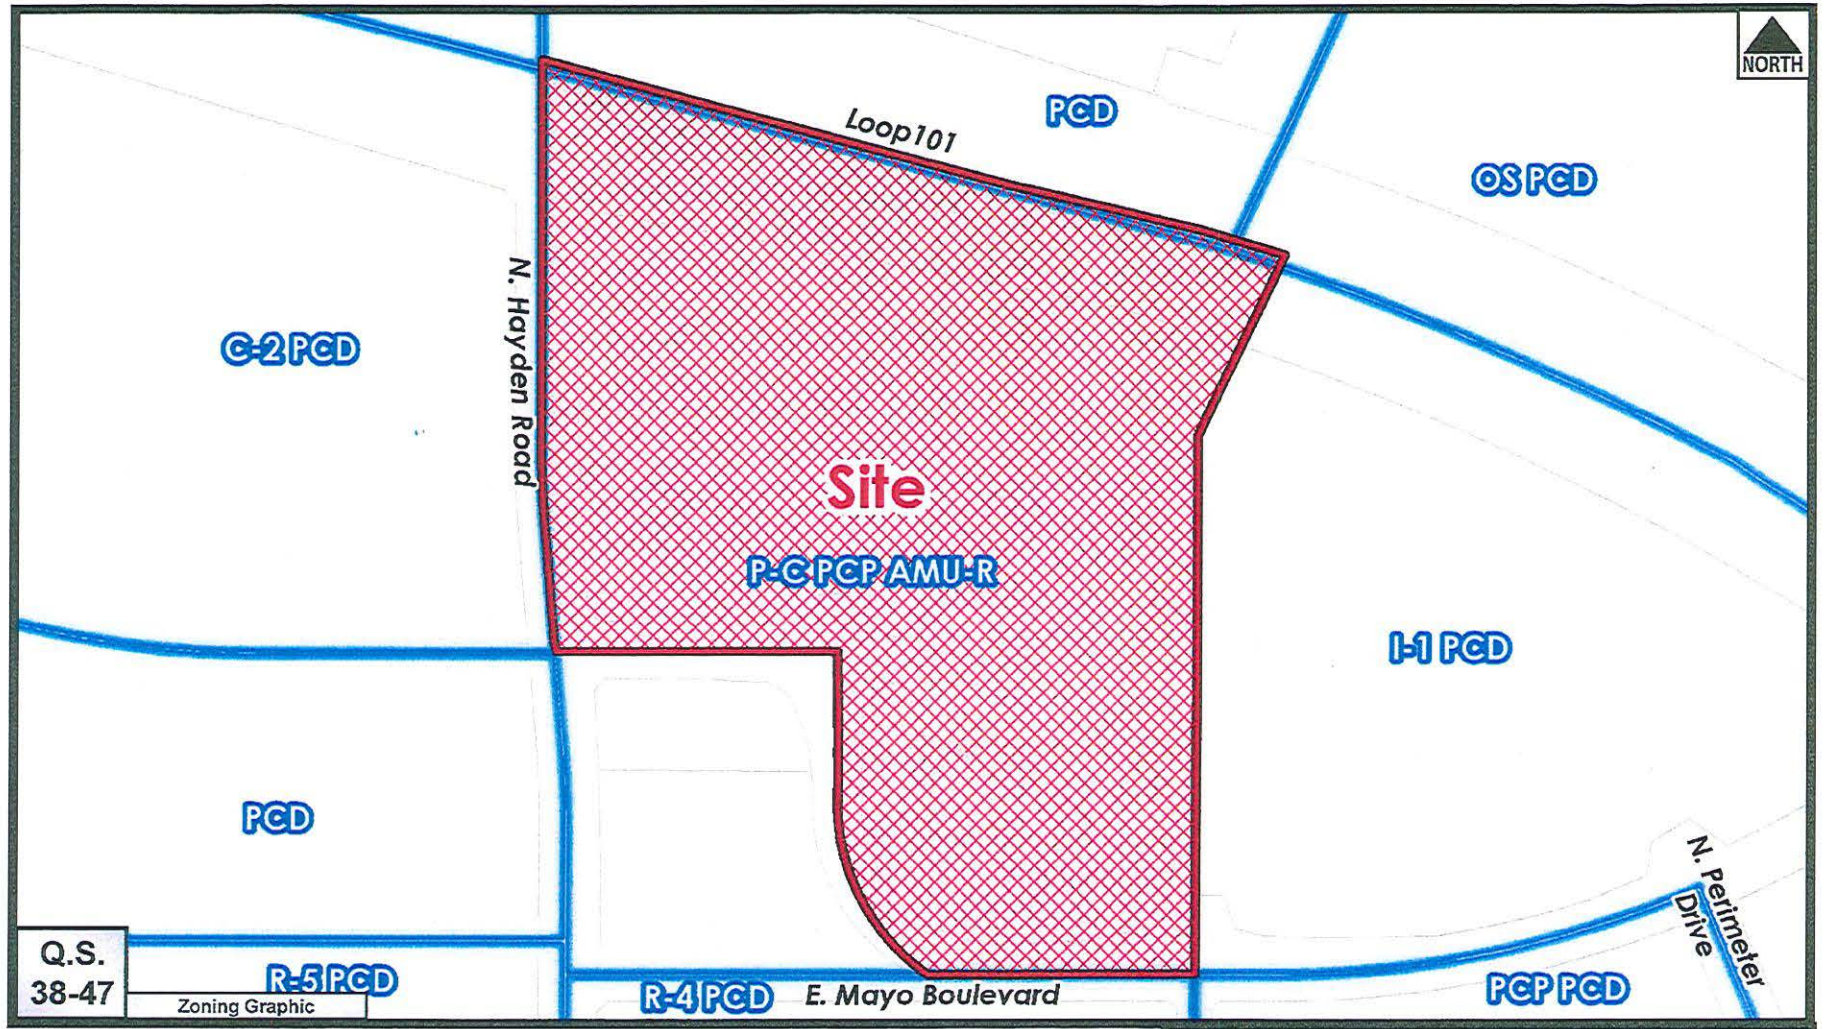 NORTH
PCD
Loop101
OS PCD
N. Hayden Road
C-2 PCD
Site
P-C PCP AMU-R
I-1 PCD
PCD
N. Perimeter
Drive
Q.S.
38-47
R-5 PCD
Zoning Graphic
R-4 PCD
E. Mayo Boulevard
PCP PCD